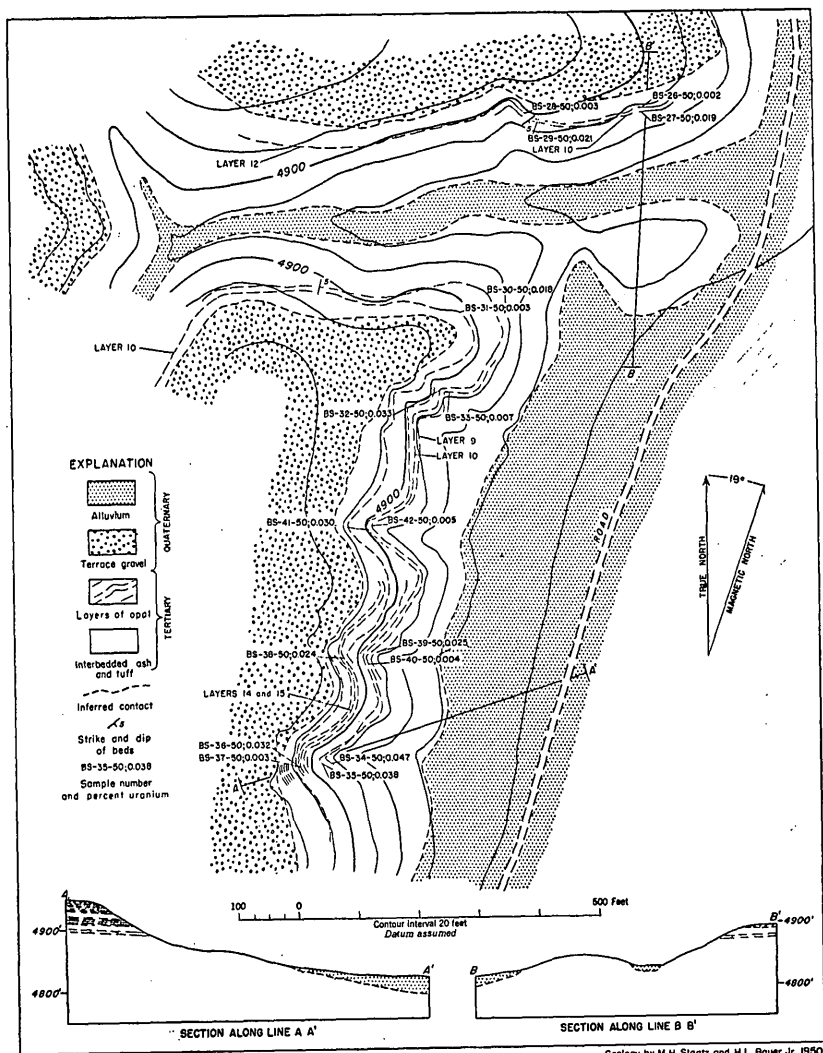 B'
BS-26-50;0.002
BS-28-50;0.003
BS-27-50;0.019
5
BS-29-50;0.021
LAYER 10
LAYER 12
4900
4900
5
BS-30-50;0.018
BS-31-50;0.003
LAYER 10
B
BS-32-50;0.033
BS-33-50;0.007
LAYER 9
LAYER 10
EXPLANATION
Alluvium
Terrace gravel
QUATERNARY
Layers of opal
Interbedded ash
and tuff
TERTIARY
Inferred contact
5
Strike and dip
of beds
BS-35-50;0.038
Sample number
and percent uranium
4900
BS-41-50;0.030
BS-42-50;0.005
ROAD
19°
TRUE NORTH
MAGNETIC NORTH
BS-39-50;0.025
BS-38-50;0.024
BS-40-50;0.004
A'
LAYERS 14 and 15
BS-36-50;0.032
BS-37-50;0.003
BS-34-50;0.047
BS-35-50;0.038
A
A
4900'
4800'
A'
SECTION ALONG LINE A A'
100 0 500 Feet
Contour interval 20 feet
Datum assumed
B
B'
4900'
4800'
SECTION ALONG LINE B B'
Geology by M.H. Staatz and H.L. Bauer Jr. 1950